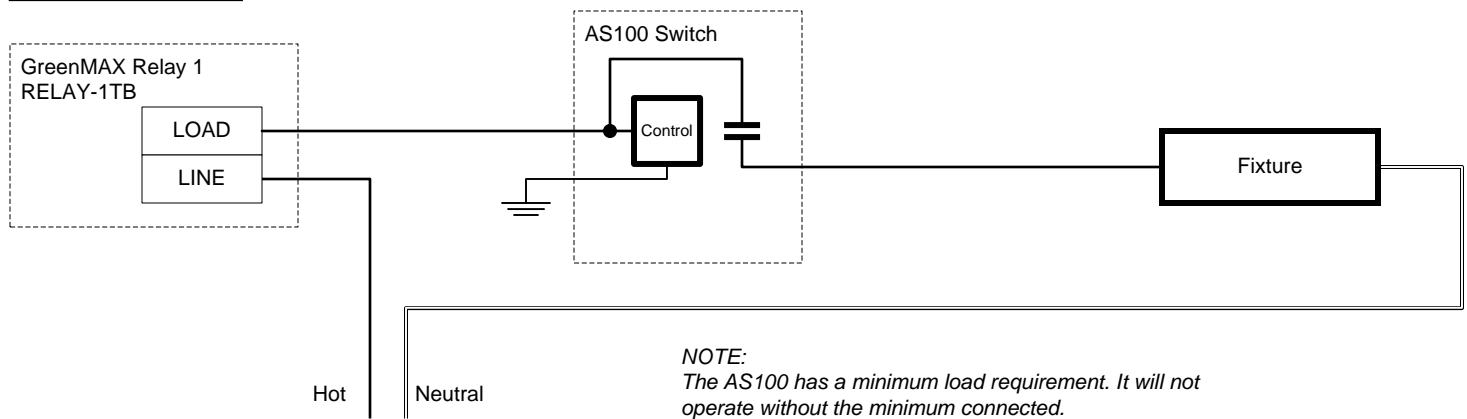 AS100 Switch
GreenMAX Relay 1
RELAY-1TB
LOAD
Control
LINE
Fixture
Hot
Neutral
NOTE:
The AS100 has a minimum load requirement. It will not
operate without the minimum connected.